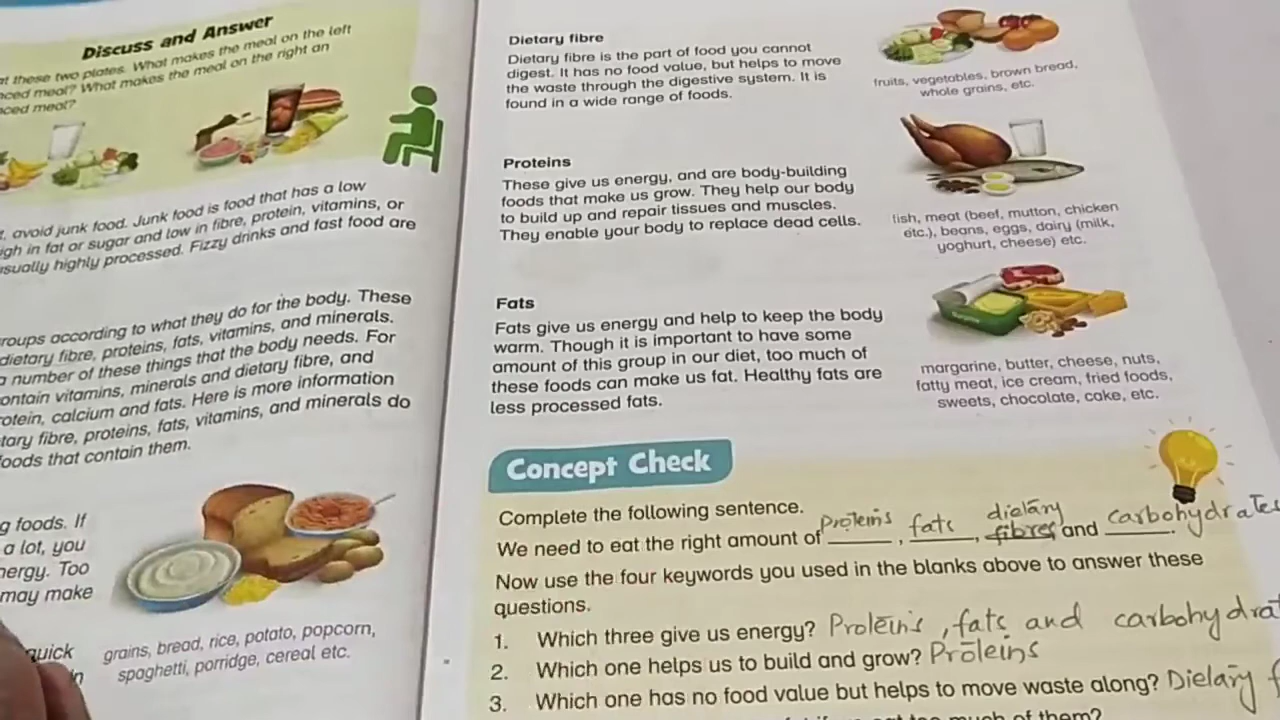 Discuss and Answer
at these two plates. What makes the meal on the left
meal? What makes the meal on the right an
meal?
avoid junk food. Junk food is food that has a low
in fat or sugar and low in fibre, protein, vitamins, or
usually highly processed. Fizzy drinks and fast food are
according to what they do for the body. These
dietary fibre, proteins, fats, vitamins, and minerals.
number of these things that the body needs. For
vitamins, minerals and dietary fibre, and
calcium and fats. Here is more information
fibre, proteins, fats, vitamins, and minerals do
foods that contain them.
foods. If
a lot, you
Too
may make
quick
grains, bread, rice, potato, popcorn,
spaghetti, porridge, cereal etc.
Dietary fibre
Dietary fibre is the part of food you cannot
digest. It has no food value, but helps to move
the waste through the digestive system. It is
found in a wide range of foods.
fruits, vegetables, brown bread,
whole grains, etc.
Proteins
These give us energy, and are body-building
foods that make us grow. They help our body
to build up and repair tissues and muscles.
They enable your body to replace dead cells.
fish, meat (beef, mutton, chicken
etc.), beans, eggs, dairy (milk,
yoghurt, cheese) etc.
Fats
Fats give us energy and help to keep the body
warm. Though it is important to have some
amount of this group in our diet, too much of
these foods can make us fat. Healthy fats are
less processed fats.
margarine, butter, cheese, nuts,
fatty meat, ice cream, fried foods,
sweets, chocolate, cake, etc.
Concept Check
Complete the following sentence.
We need to eat the right amount of Proteins, fats, dietary fibres and carbohydrates.
Now use the four keywords you used in the blanks above to answer these
questions.
1. Which three give us energy? Proteins, fats and carbohydra
2. Which one helps us to build and grow? Proteins
3. Which one has no food value but helps to move waste along? Dietary f
much of them?